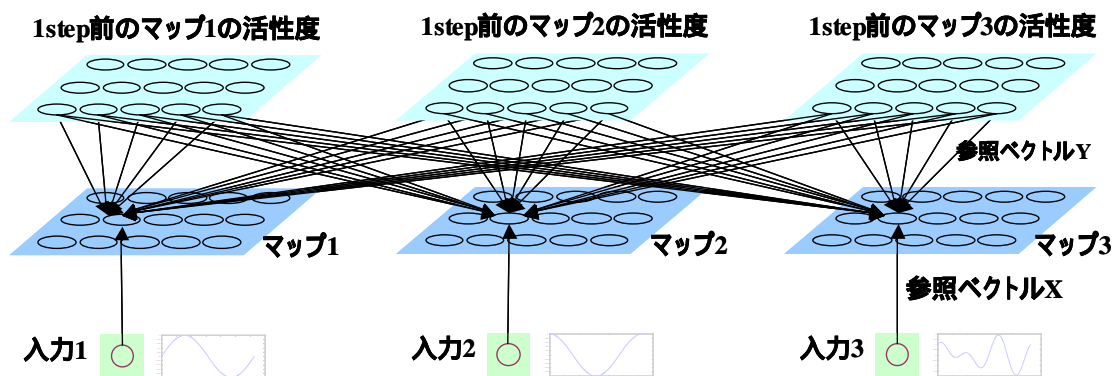 1step前のマップ1の活性度
1step前のマップ2の活性度
1step前のマップ3の活性度
参照ベクトルY
マップ1
マップ2
マップ3
参照ベクトルX
入力1
入力2
入力3